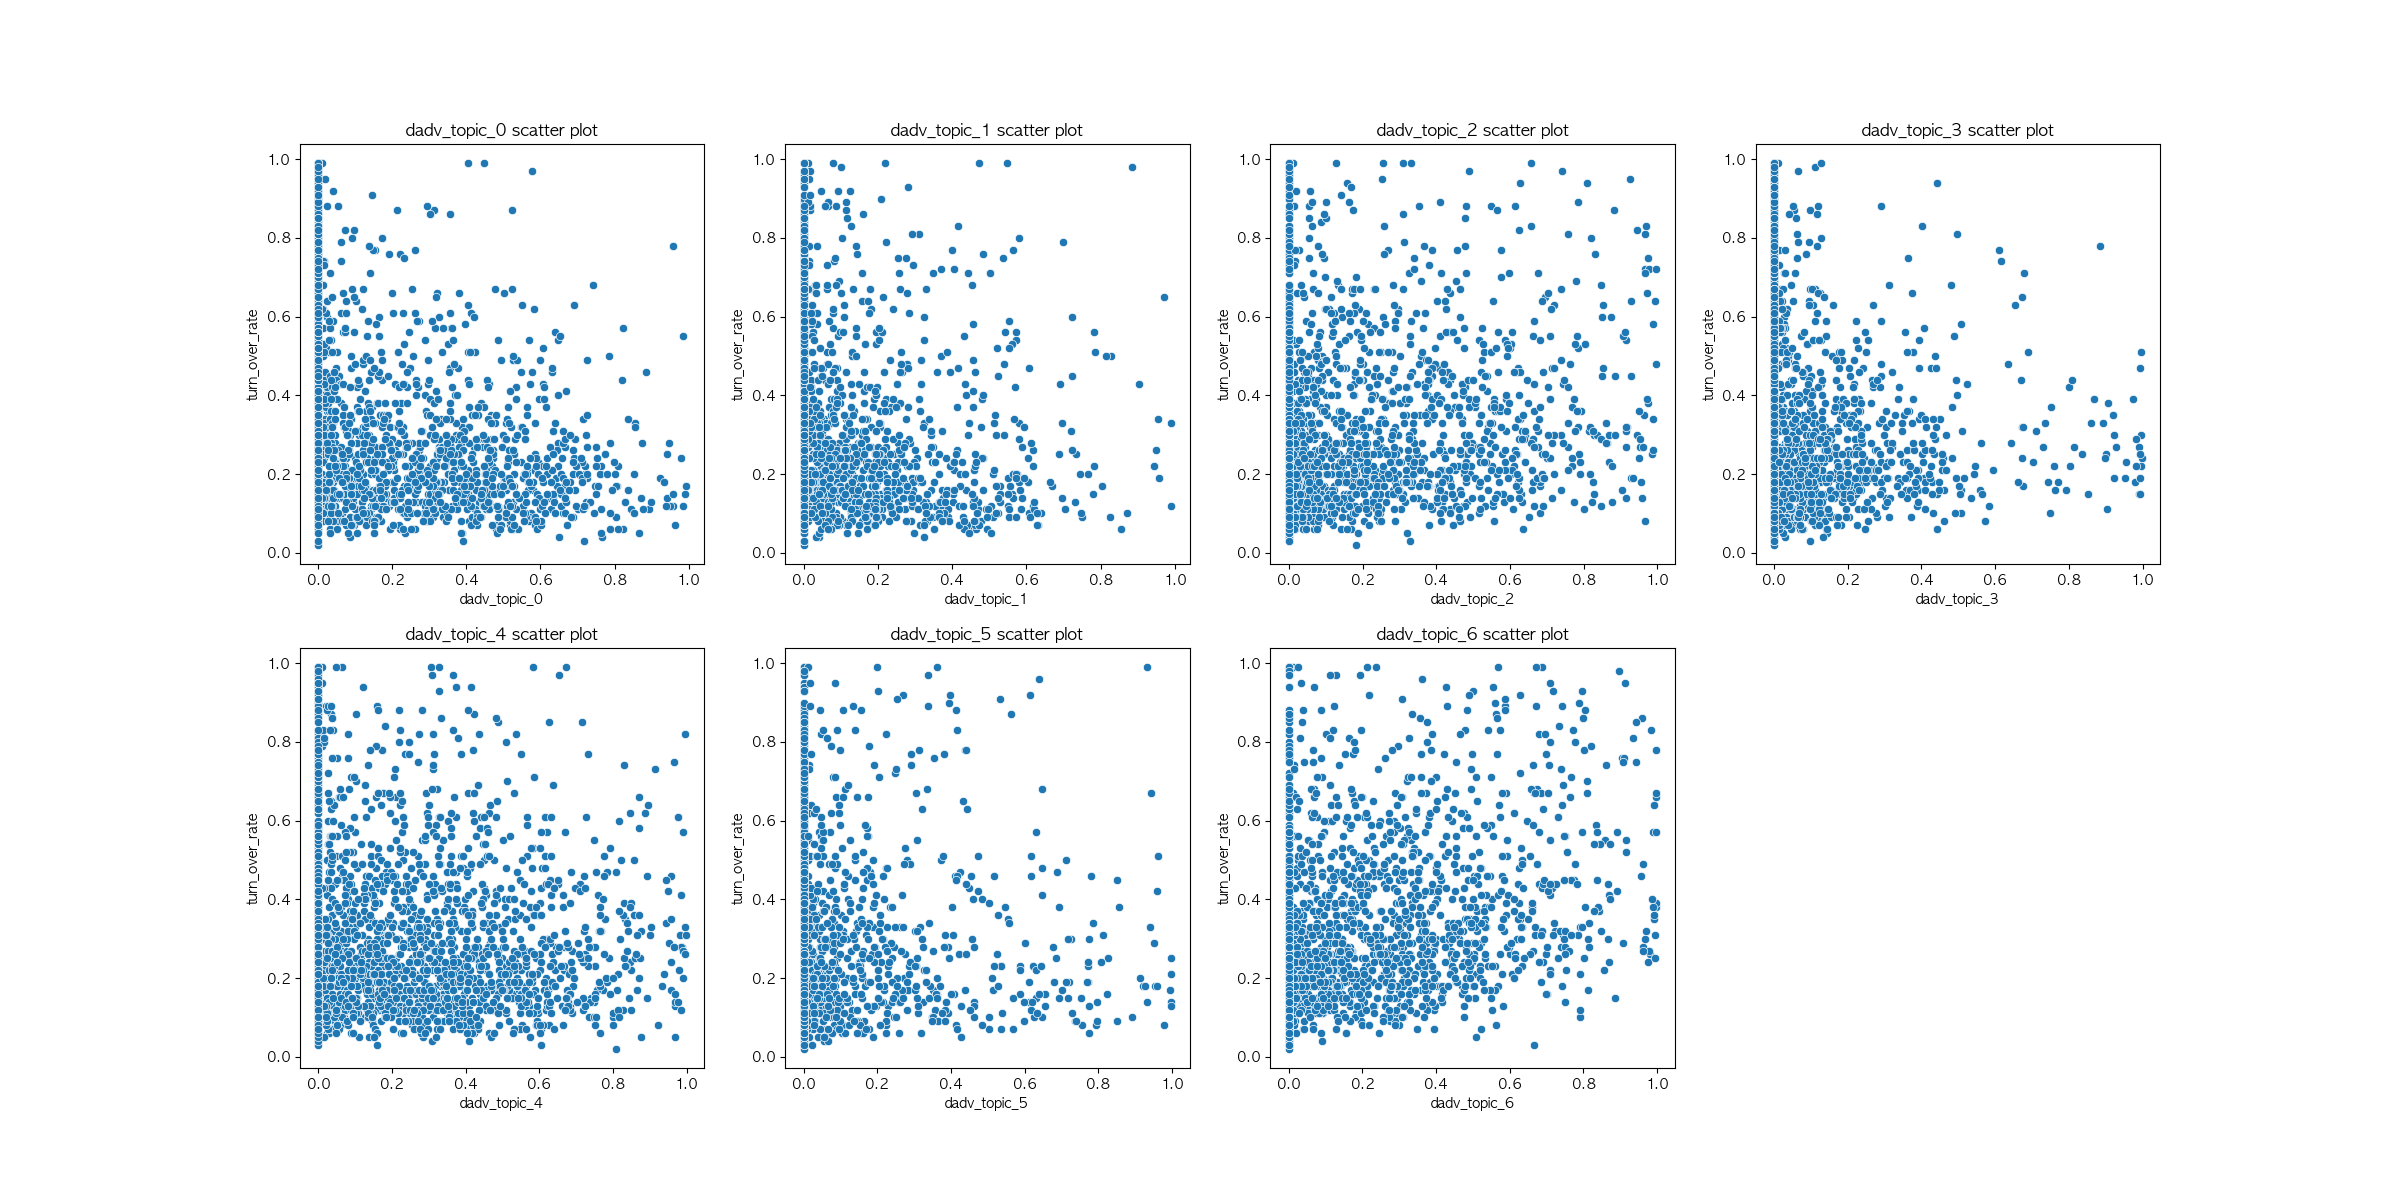 dadv_topic_0 scatter plot
1.0
0.8
0.6
0.4
0.2
0.0
turn_over_rate
0.0 0.2 0.4 0.6 0.8 1.0
dadv_topic_0
dadv_topic_1 scatter plot
1.0
0.8
0.6
0.4
0.2
0.0
turn_over_rate
0.0 0.2 0.4 0.6 0.8 1.0
dadv_topic_1
dadv_topic_2 scatter plot
1.0
0.8
0.6
0.4
0.2
0.0
turn_over_rate
0.0 0.2 0.4 0.6 0.8 1.0
dadv_topic_2
dadv_topic_3 scatter plot
1.0
0.8
0.6
0.4
0.2
0.0
turn_over_rate
0.0 0.2 0.4 0.6 0.8 1.0
dadv_topic_3
dadv_topic_4 scatter plot
1.0
0.8
0.6
0.4
0.2
0.0
turn_over_rate
0.0 0.2 0.4 0.6 0.8 1.0
dadv_topic_4
dadv_topic_5 scatter plot
1.0
0.8
0.6
0.4
0.2
0.0
turn_over_rate
0.0 0.2 0.4 0.6 0.8 1.0
dadv_topic_5
dadv_topic_6 scatter plot
1.0
0.8
0.6
0.4
0.2
0.0
turn_over_rate
0.0 0.2 0.4 0.6 0.8 1.0
dadv_topic_6